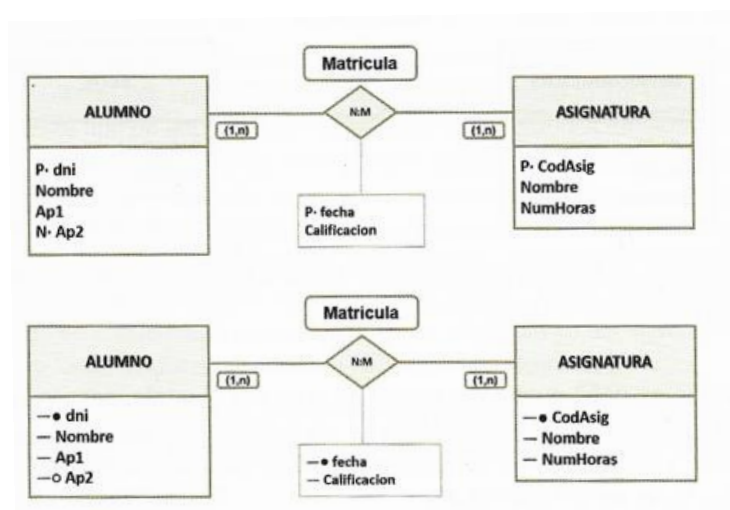 Matricula
ALUMNO
N:M
ASIGNATURA
(1,n)
(1,n)
P· dni
Nombre
Ap1
N· Ap2
P· fecha
Calificacion
P· CodAsig
Nombre
NumHoras
Matricula
ALUMNO
N:M
ASIGNATURA
(1,n)
(1,n)
—● dni
— Nombre
— Ap1
—○ Ap2
—● fecha
— Calificacion
—● CodAsig
— Nombre
— NumHoras